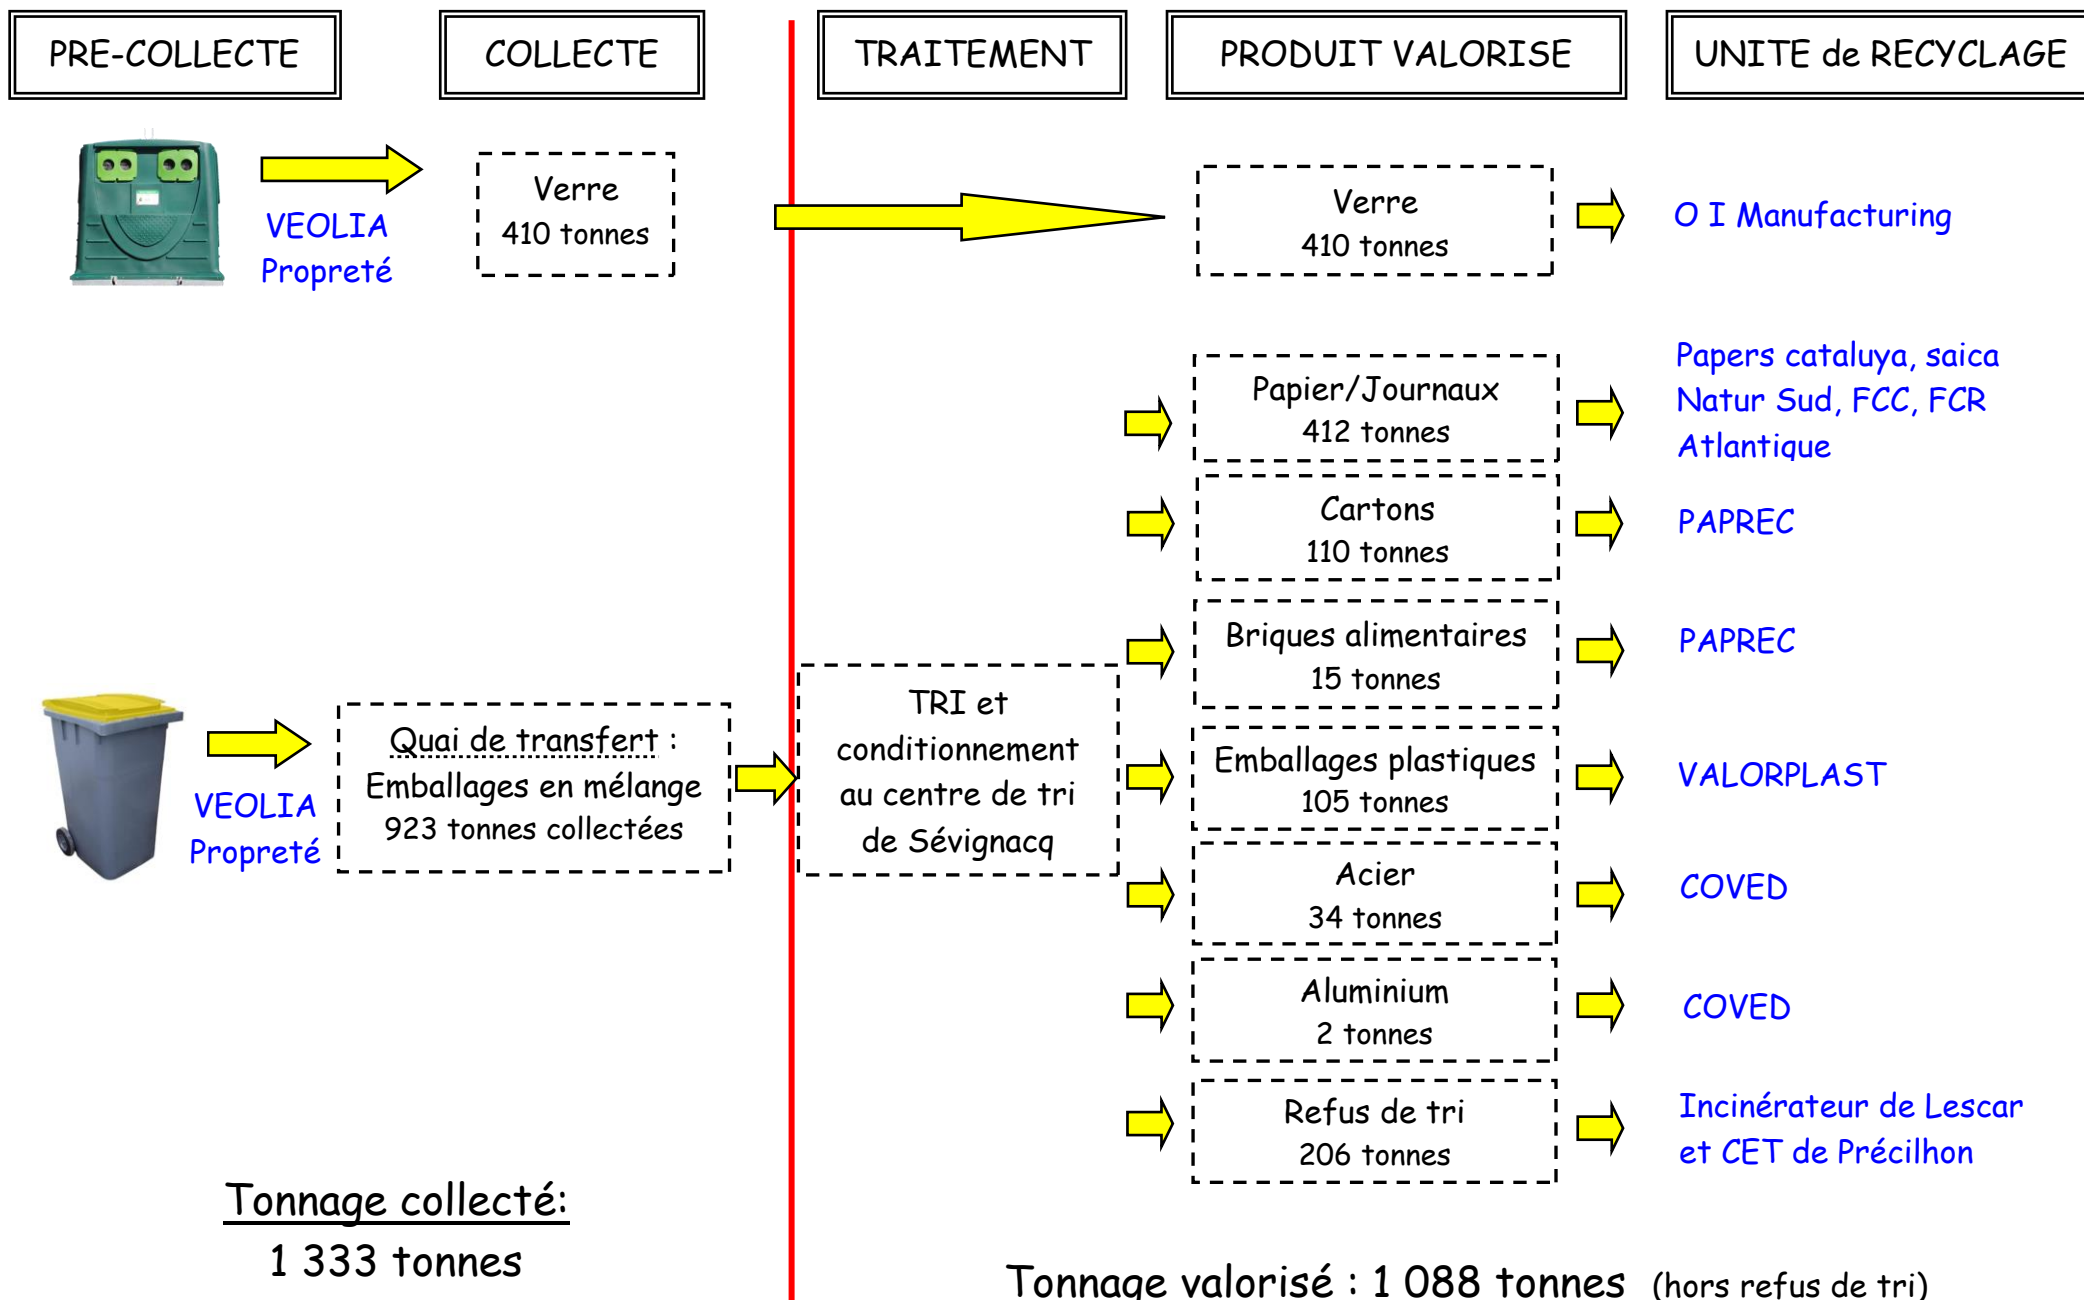 PRE-COLLECTE
COLLECTE
TRAITEMENT
PRODUIT VALORISE
UNITE de RECYCLAGE
VEOLIA
Propreté
Verre
410 tonnes
Verre
410 tonnes
O I Manufacturing
Papier/Journaux
412 tonnes
Papers cataluya, saica
Natur Sud, FCC, FCR
Atlantique
Cartons
110 tonnes
PAPREC
Briques alimentaires
15 tonnes
PAPREC
VEOLIA
Propreté
Quai de transfert :
Emballages en mélange
923 tonnes collectées
TRI et
conditionnement
au centre de tri
de Sévignacq
Emballages plastiques
105 tonnes
VALORPLAST
Acier
34 tonnes
COVED
Aluminium
2 tonnes
COVED
Refus de tri
206 tonnes
Incinérateur de Lescar
et CET de Précilhon
Tonnage collecté:
1 333 tonnes
Tonnage valorisé : 1 088 tonnes (hors refus de tri)